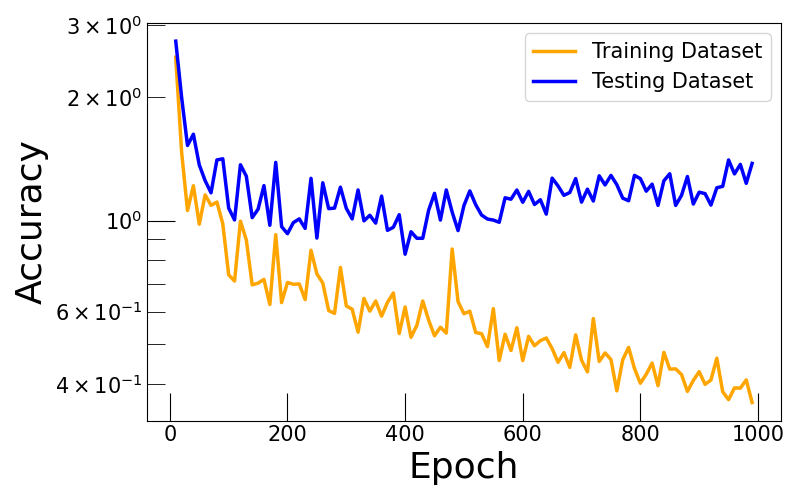 3 × 10⁰
2 × 10⁰
10⁰
6 × 10⁻¹
4 × 10⁻¹
Accuracy
Training Dataset
Testing Dataset
0 200 400 600 800 1000
Epoch